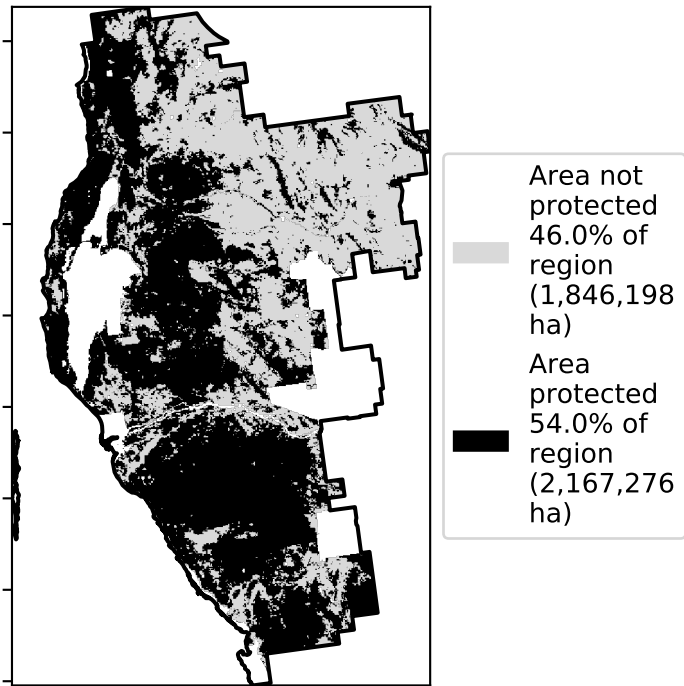 Area not
protected
46.0% of
region
(1,846,198
ha)
Area
protected
54.0% of
region
(2,167,276
ha)